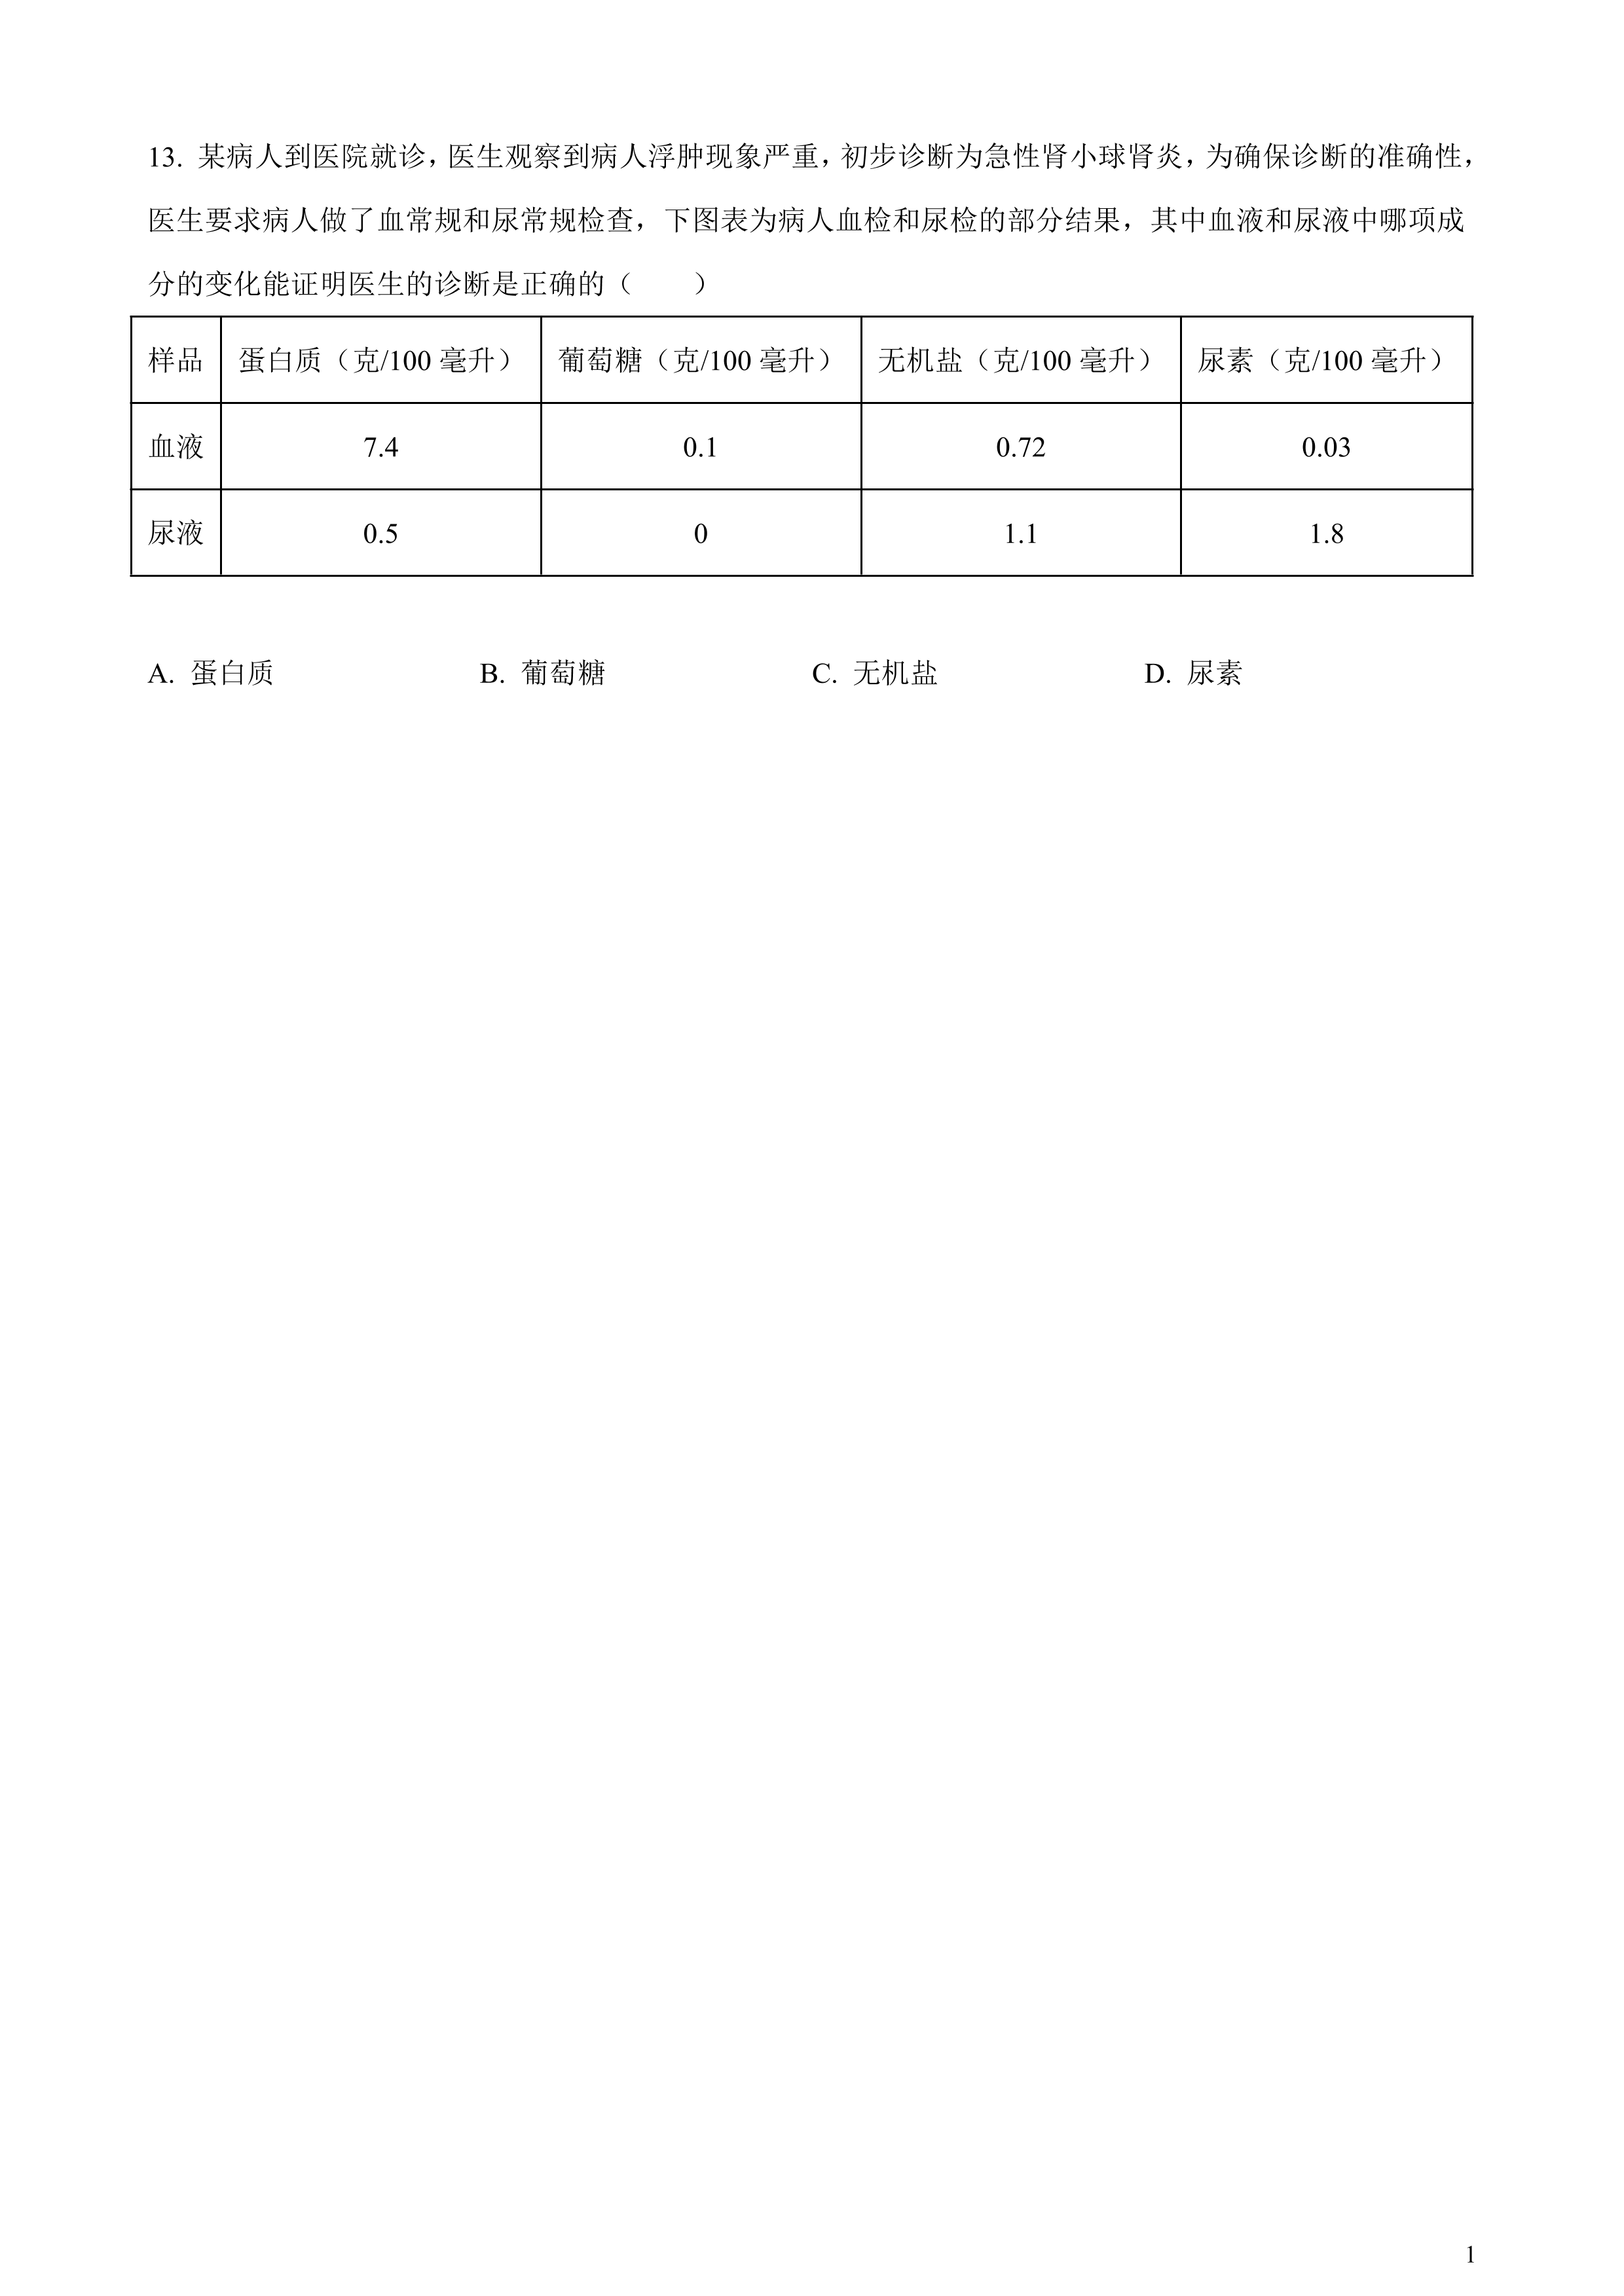 13. 某病人到医院就诊，医生观察到病人浮肿现象严重，初步诊断为急性肾小球肾炎，为确保诊断的准确性，
医生要求病人做了血常规和尿常规检查，下图表为病人血检和尿检的部分结果，其中血液和尿液中哪项成
分的变化能证明医生的诊断是正确的（　　）
样品 蛋白质（克/100 毫升） 葡萄糖（克/100 毫升） 无机盐（克/100 毫升） 尿素（克/100 毫升）
血液 7.4 0.1 0.72 0.03
尿液 0.5 0 1.1 1.8
A. 蛋白质 B. 葡萄糖 C. 无机盐 D. 尿素
1